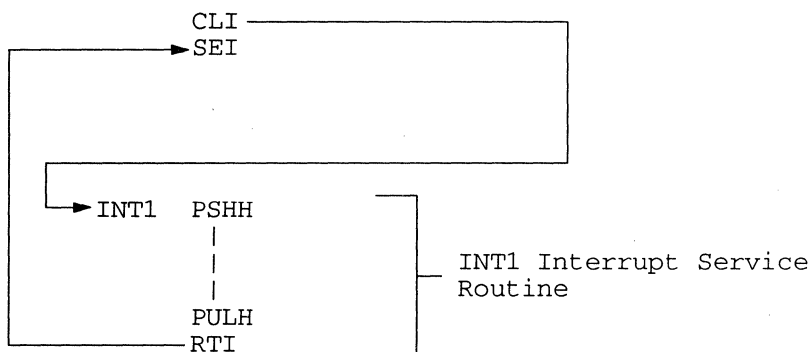 CLI
SEI
INT1 PSHH
INT1 Interrupt Service
Routine
PULH
RTI